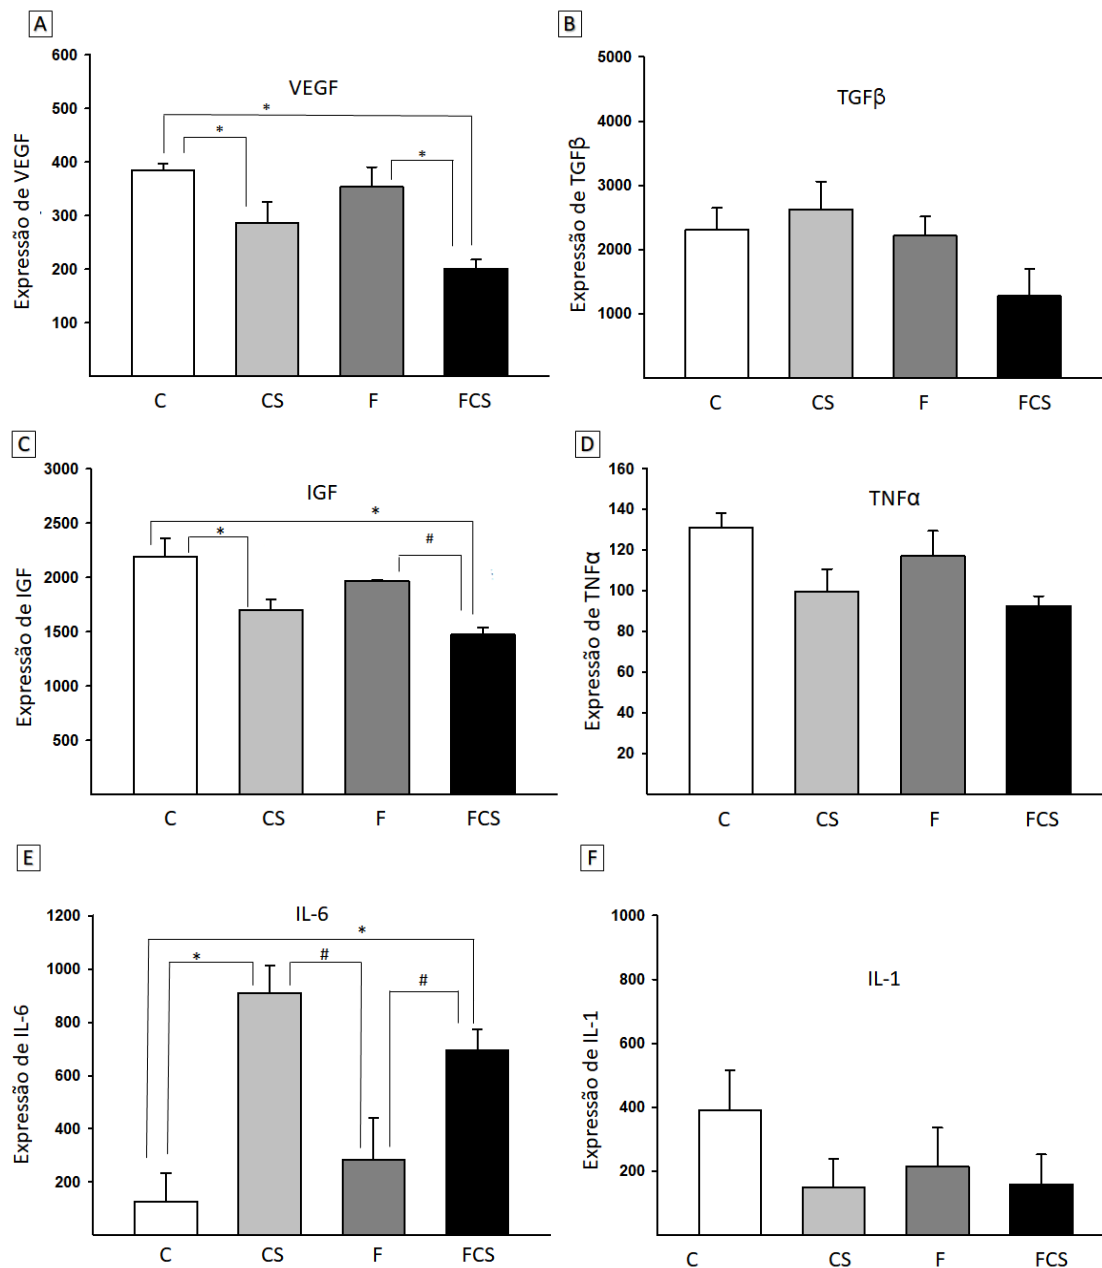 A
VEGF
Expressão de VEGF
600
500
400
300
200
100
*
*
*
C CS F FCS
B
TGFβ
Expressão de TGFβ
5000
4000
3000
2000
1000
C CS F FCS
C
IGF
Expressão de IGF
3000
2500
2000
1500
1000
500
*
*
#
C CS F FCS
D
TNFα
Expressão de TNFα
160
140
120
100
80
60
40
20
C CS F FCS
E
IL-6
Expressão de IL-6
1200
1000
800
600
400
200
*
*
#
#
C CS F FCS
F
IL-1
Expressão de IL-1
1000
800
600
400
200
C CS F FCS